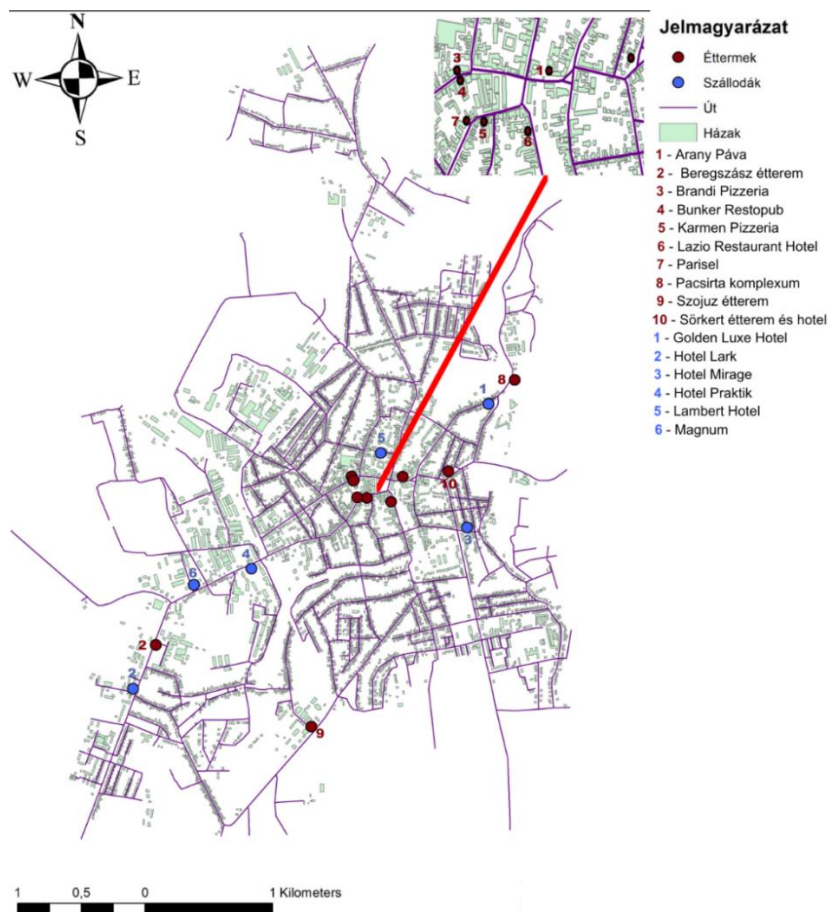 N
W E
S
3
4
1
7
5
6
Jelmagyarázat
Éttermek
Szállodák
Út
Házak
1 - Arany Páva
2 - Beregszász étterem
3 - Brandi Pizzeria
4 - Bunker Restopub
5 - Karmen Pizzeria
6 - Lazio Restaurant Hotel
7 - Parisel
8 - Pacsirta komplexum
9 - Szojuz étterem
10 - Sörkert étterem és hotel
1 - Golden Luxe Hotel
2 - Hotel Lark
3 - Hotel Mirage
4 - Hotel Praktik
5 - Lambert Hotel
6 - Magnum
8
1
5
10
3
4
6
2
2
9
1 0,5 0 1 Kilometers